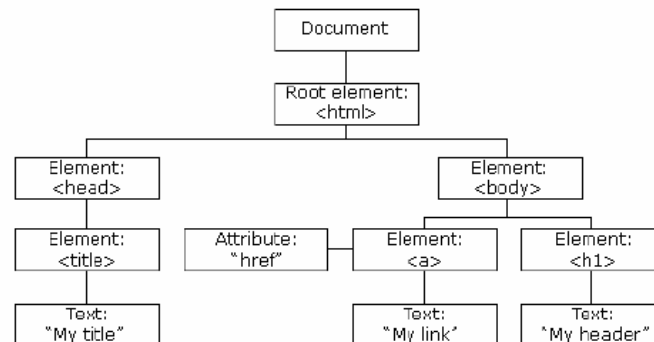 Document
Root element:
<html>
Element:
<head>
Element:
<body>
Element:
<title>
Attribute:
"href"
Element:
<a>
Element:
<h1>
Text:
"My title"
Text:
"My link"
Text:
"My header"